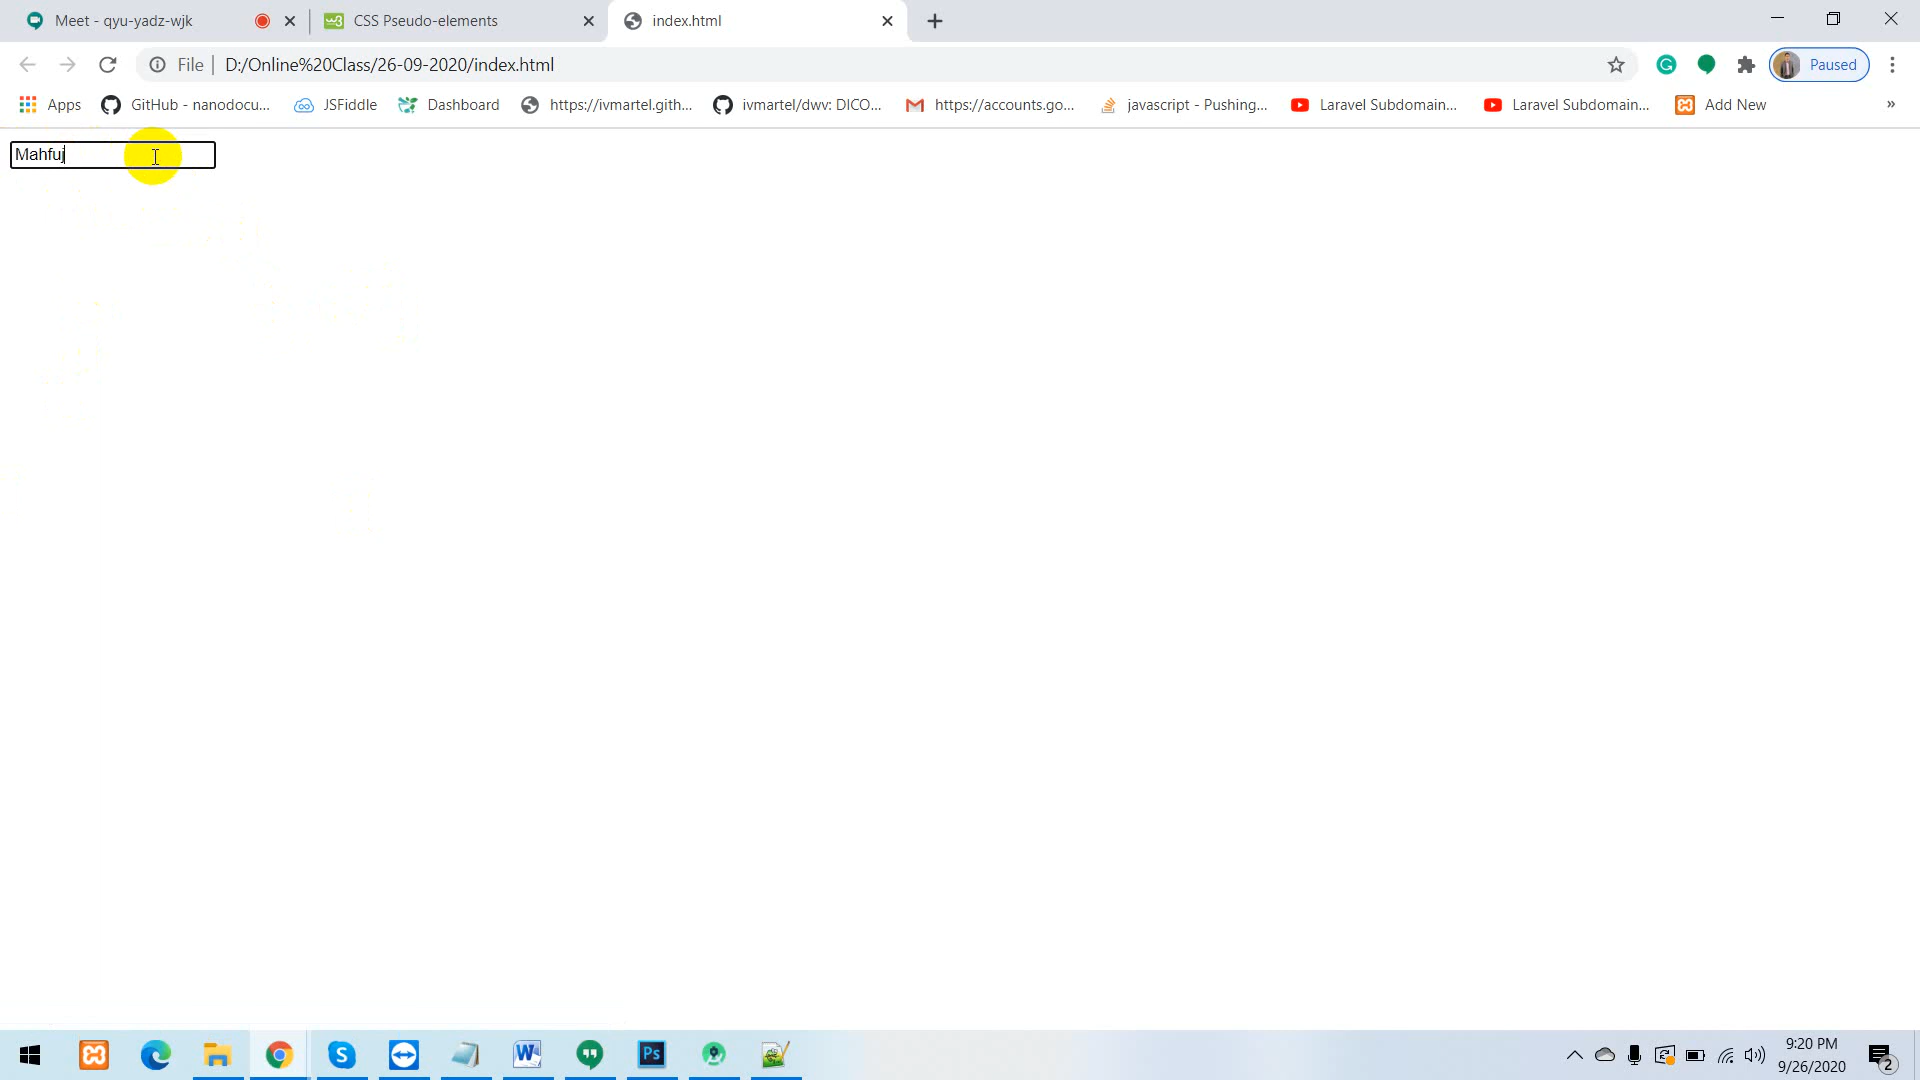 Meet - qyu-yadz-wjk
CSS Pseudo-elements
index.html
File D:/Online%20Class/26-09-2020/index.html
Paused
Apps
GitHub - nanodocu...
JSFiddle
Dashboard
https://ivmartel.gith...
ivmartel/dwv: DICO...
https://accounts.go...
javascript - Pushing...
Laravel Subdomain...
Laravel Subdomain...
Add New
»
Mahfuj
9:20 PM
9/26/2020
2